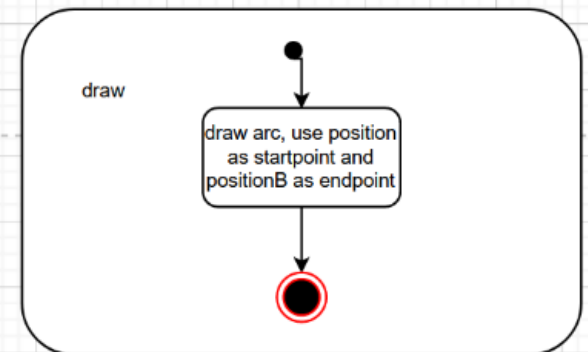 draw
draw arc, use position
as startpoint and
positionB as endpoint